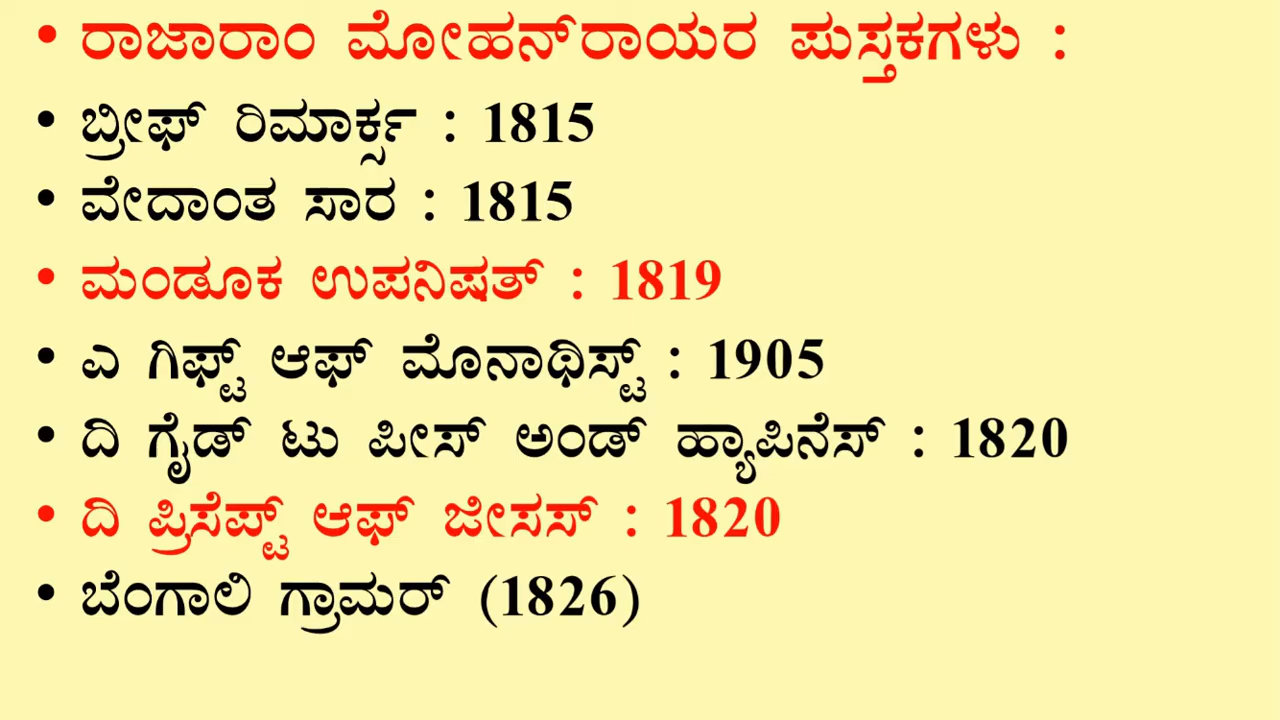 • ರಾಜಾರಾಂ ಮೋಹನ್‌ರಾಯರ ಪುಸ್ತಕಗಳು :
• ಬ್ರೀಫ್ ರಿಮಾರ್ಕ್ಸ : 1815
• ವೇದಾಂತ ಸಾರ : 1815
• ಮಂಡೂಕ ಉಪನಿಷತ್ : 1819
• ಎ ಗಿಫ್ಟ್ ಆಫ್ ಮೊನಾಥಿಸ್ಟ್ : 1905
• ದಿ ಗೈಡ್ ಟು ಪೀಸ್ ಅಂಡ್ ಹ್ಯಾಪಿನೆಸ್ : 1820
• ದಿ ಪ್ರಿಸೆಪ್ಟ್ ಆಫ್ ಜೀಸಸ್ : 1820
• ಬೆಂಗಾಲಿ ಗ್ರಾಮರ್ (1826)